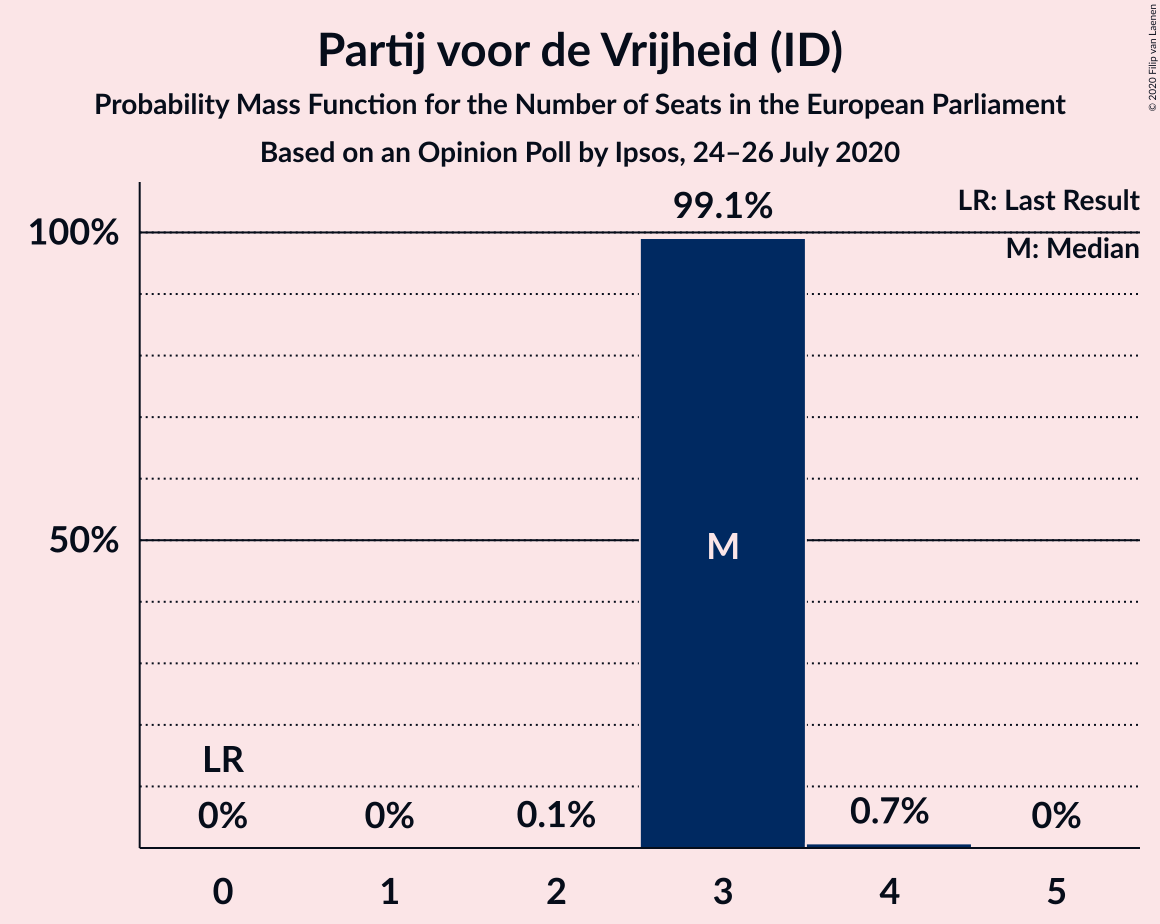 Partij voor de Vrijheid (ID)
Probability Mass Function for the Number of Seats in the European Parliament
Based on an Opinion Poll by Ipsos, 24–26 July 2020
© 2020 Filip van Laenen
LR: Last Result
M: Median
99.1%
100%
50%
M
LR
0%
0%
0.1%
0.7%
0%
0
1
2
3
4
5